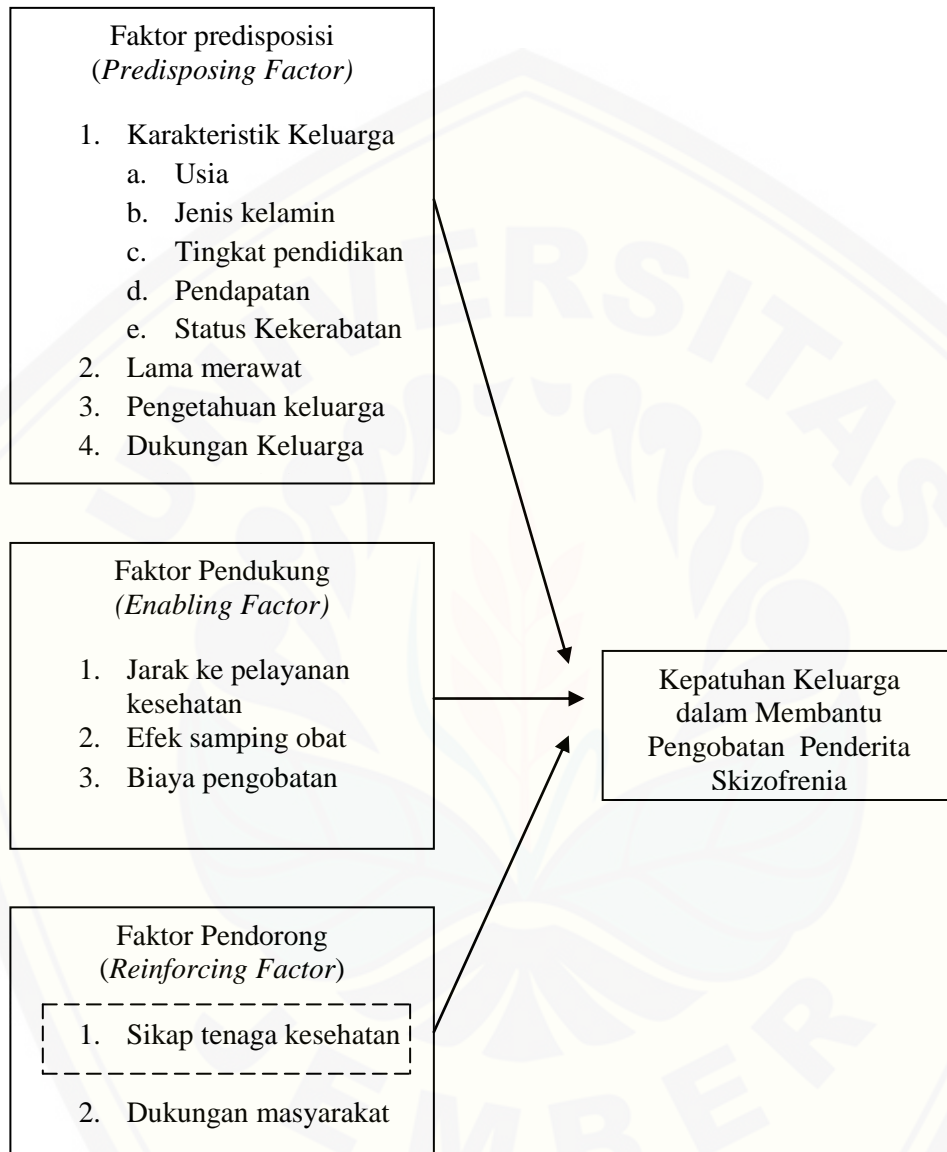 Faktor predisposisi
(Predisposing Factor)
1. Karakteristik Keluarga
a. Usia
b. Jenis kelamin
c. Tingkat pendidikan
d. Pendapatan
e. Status Kekerabatan
2. Lama merawat
3. Pengetahuan keluarga
4. Dukungan Keluarga
Faktor Pendukung
(Enabling Factor)
1. Jarak ke pelayanan
kesehatan
2. Efek samping obat
3. Biaya pengobatan
Kepatuhan Keluarga
dalam Membantu
Pengobatan Penderita
Skizofrenia
Faktor Pendorong
(Reinforcing Factor)
1. Sikap tenaga kesehatan
2. Dukungan masyarakat
UNIVERSITAS
EMBER